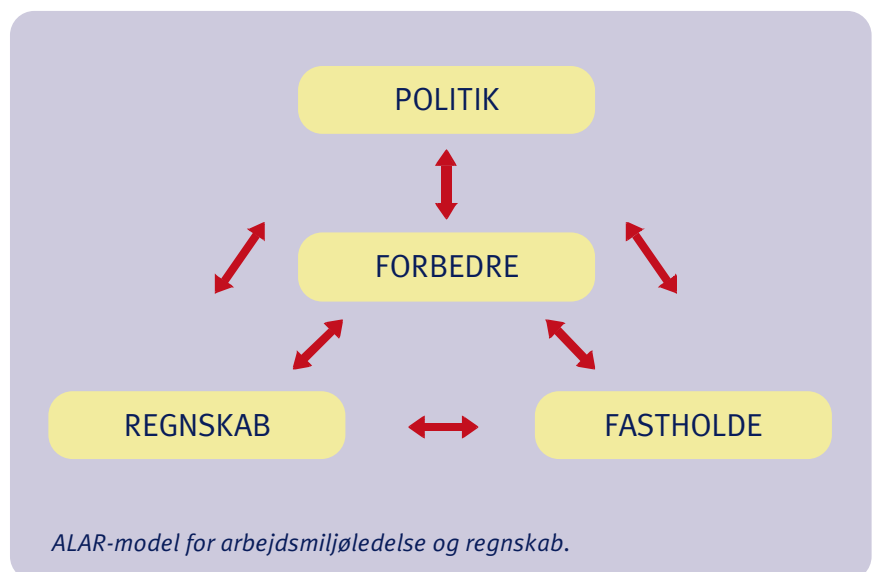 POLITIK
FORBEDRE
REGNSKAB
FASTHOLDE
ALAR-model for arbejdsmiljøledelse og regnskab.